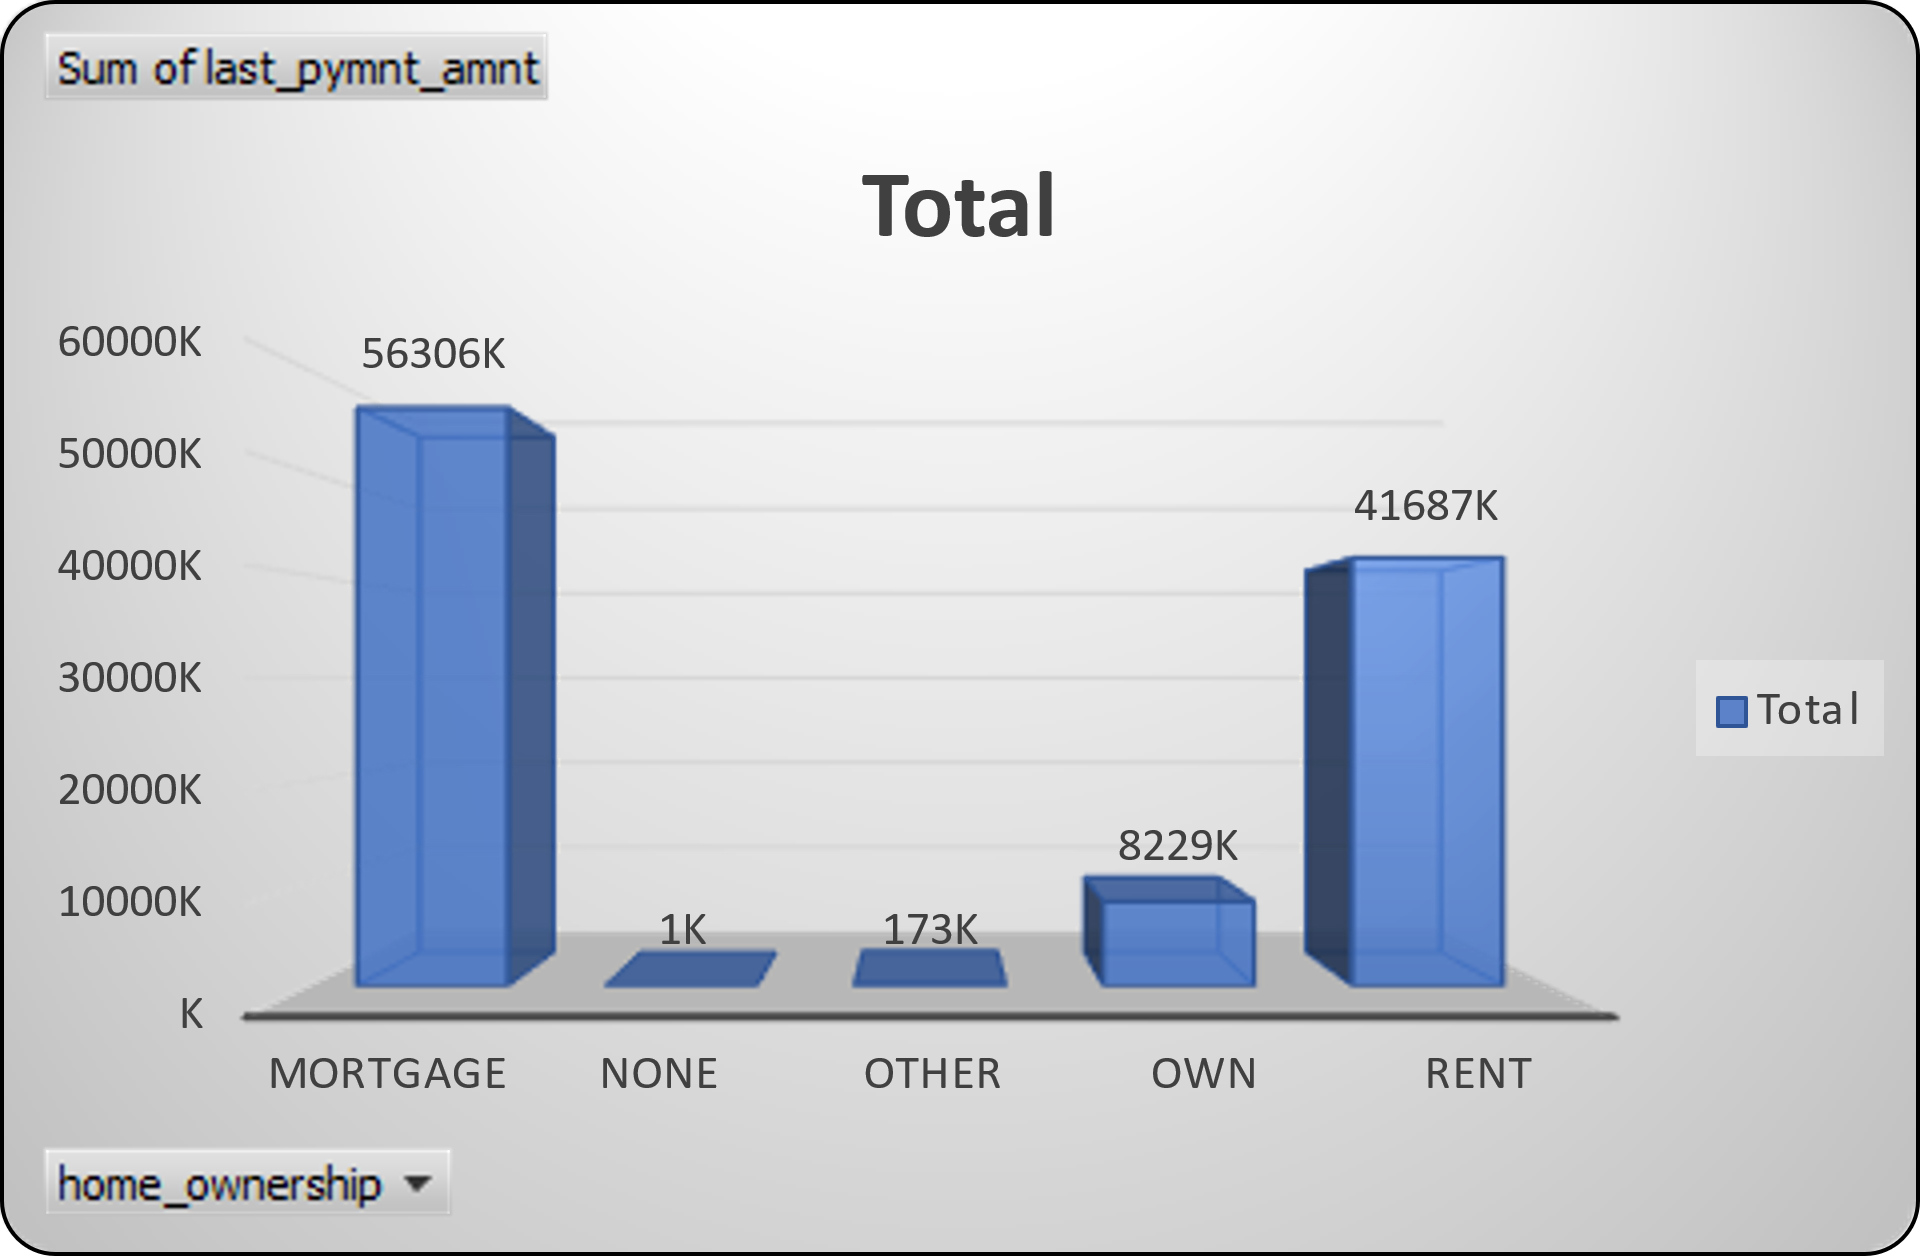 Sum of last_pymnt_amnt
Total
60000K
50000K
40000K
30000K
20000K
10000K
K
56306K
1K
173K
8229K
41687K
MORTGAGE
NONE
OTHER
OWN
RENT
Total
home_ownership